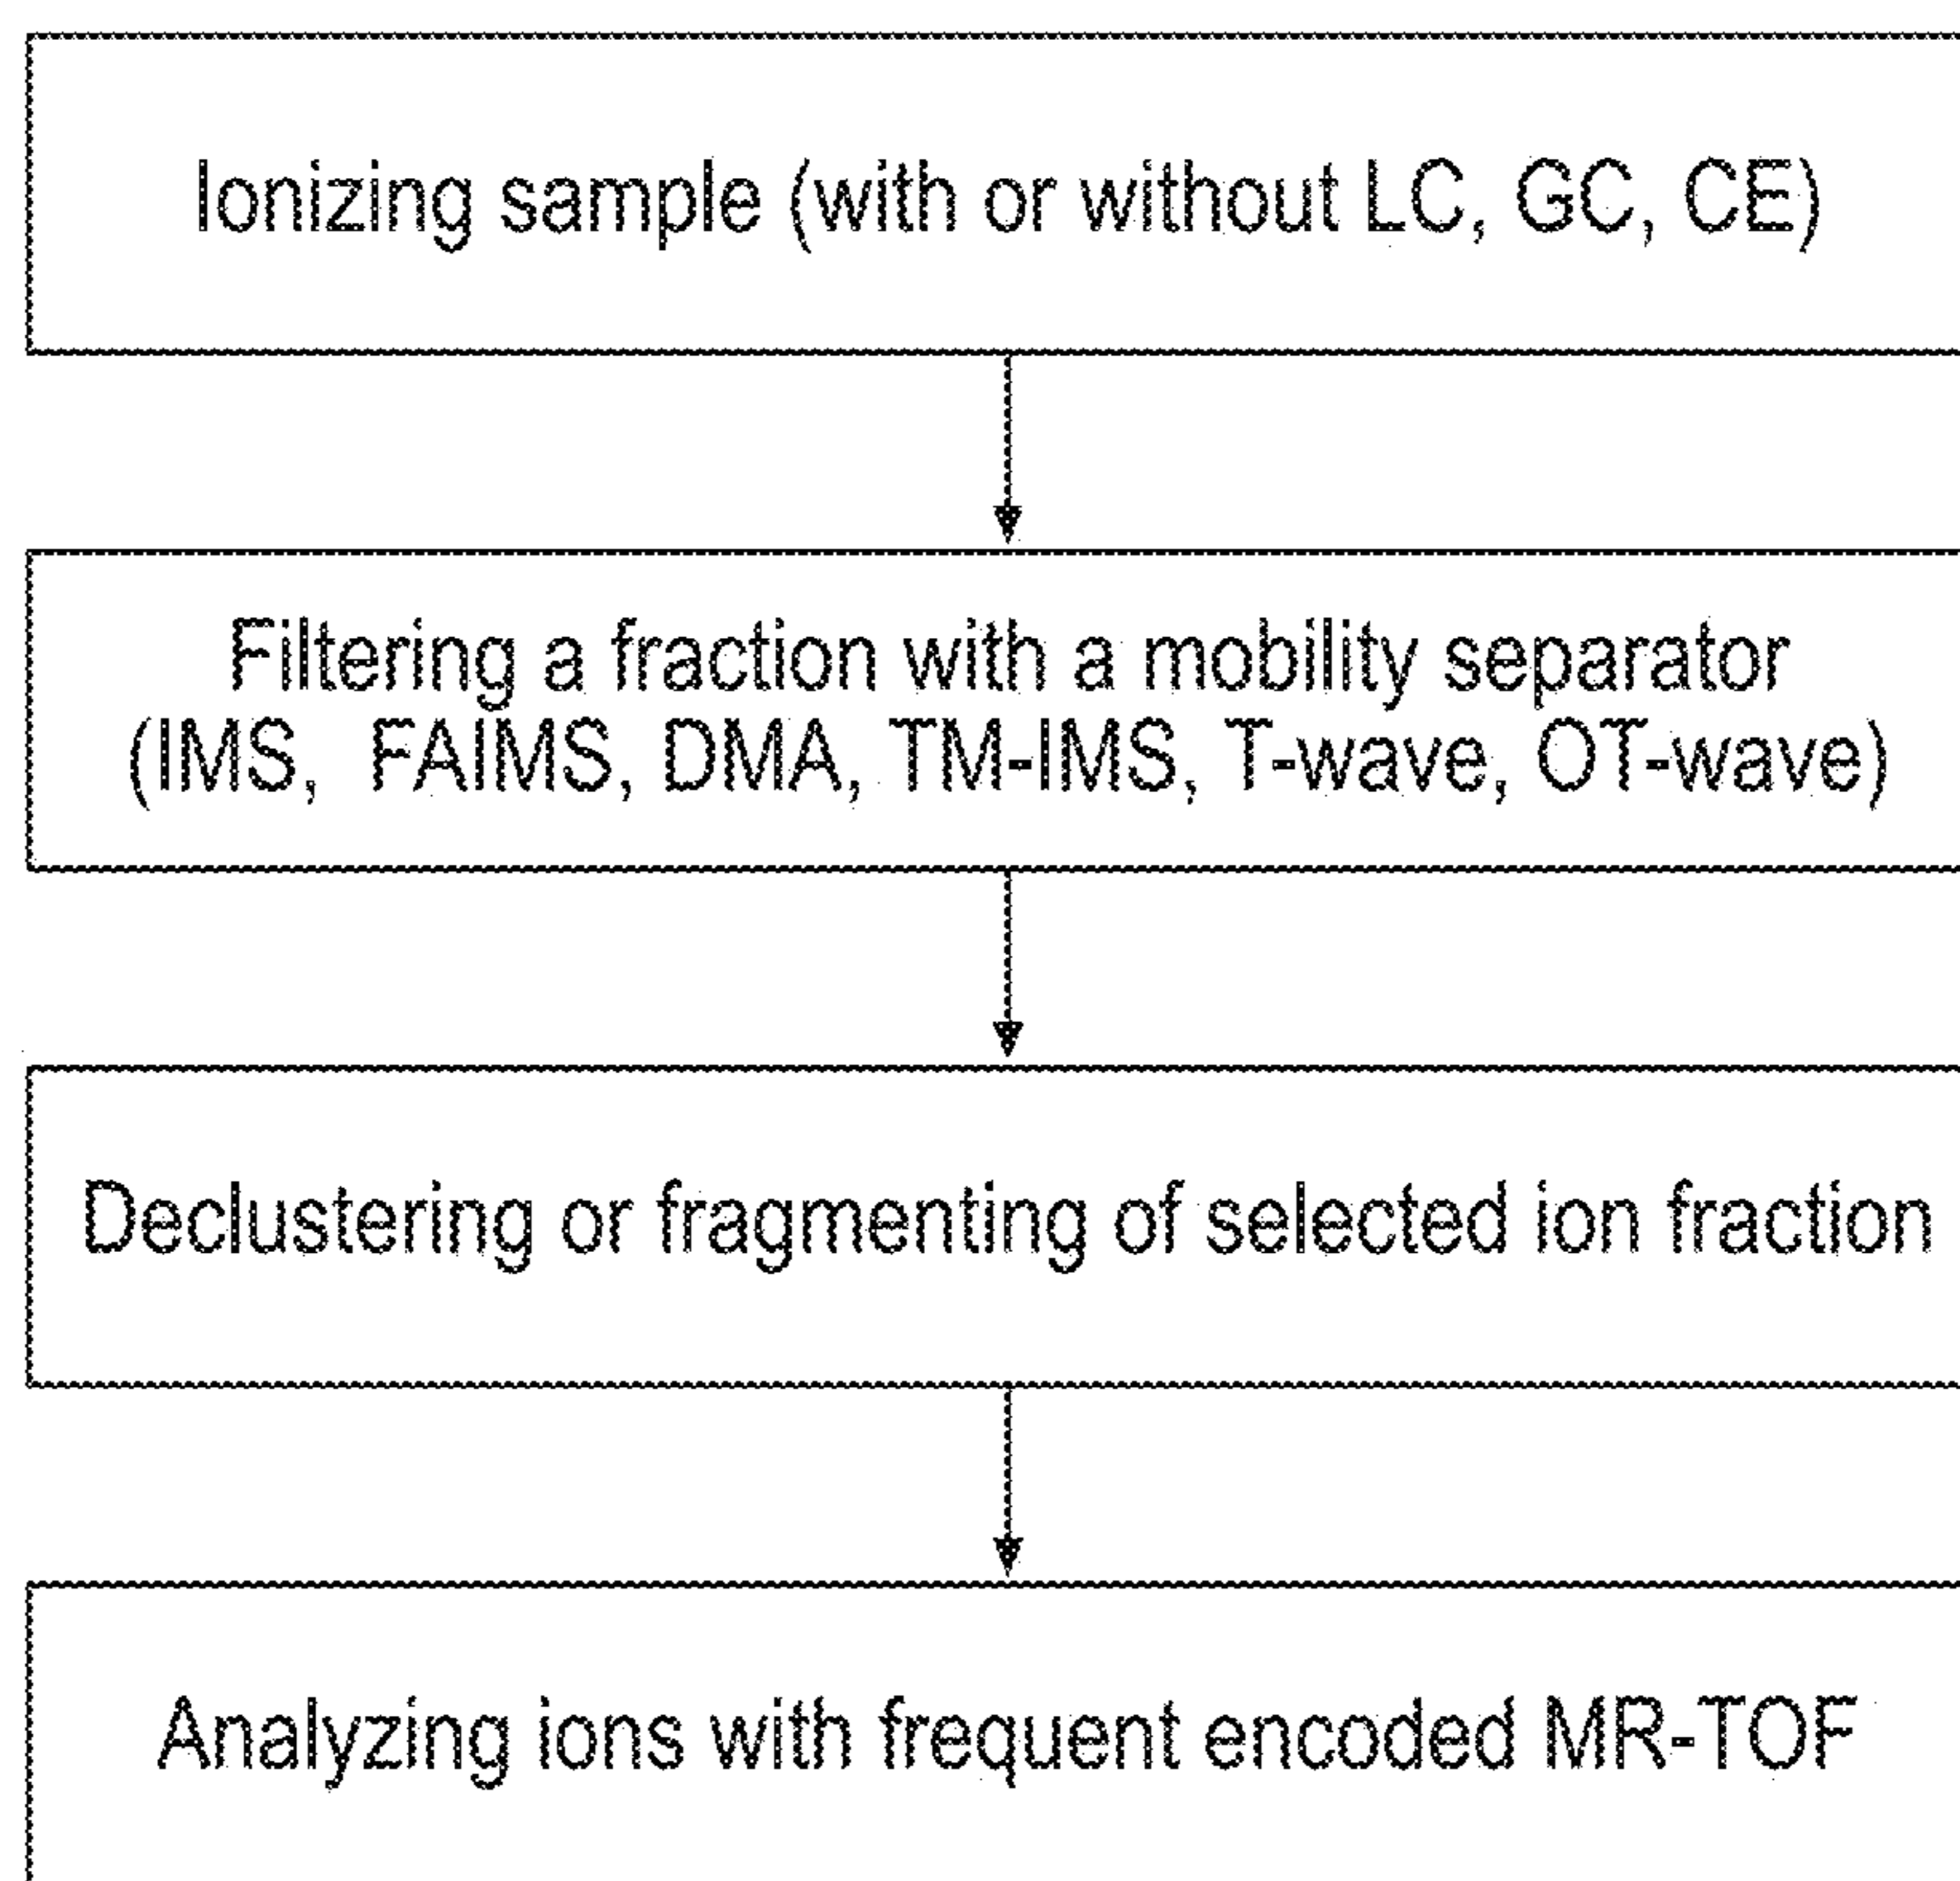 Ionizing sample (with or without LC, GC, CE)
Filtering a fraction with a mobility separator
(IMS, FAIMS, DMA, TM-IMS, T-wave, OT-wave)
Declustering or fragmenting of selected ion fraction
Analyzing ions with frequent encoded MR-TOF